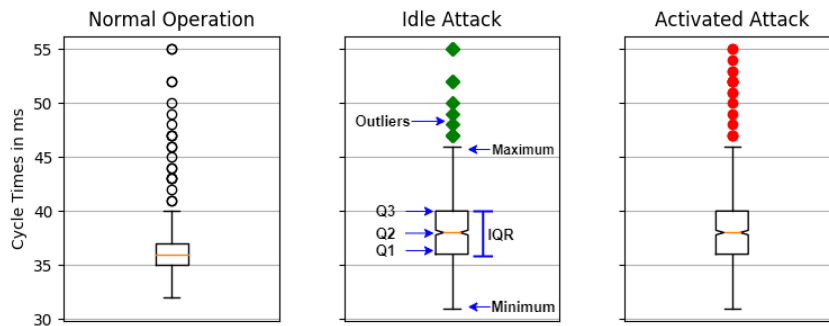 Normal Operation
Idle Attack
Activated Attack
Cycle Times in ms
55
50
45
40
35
30
Outliers
Maximum
Q3
Q2
IQR
Q1
Minimum